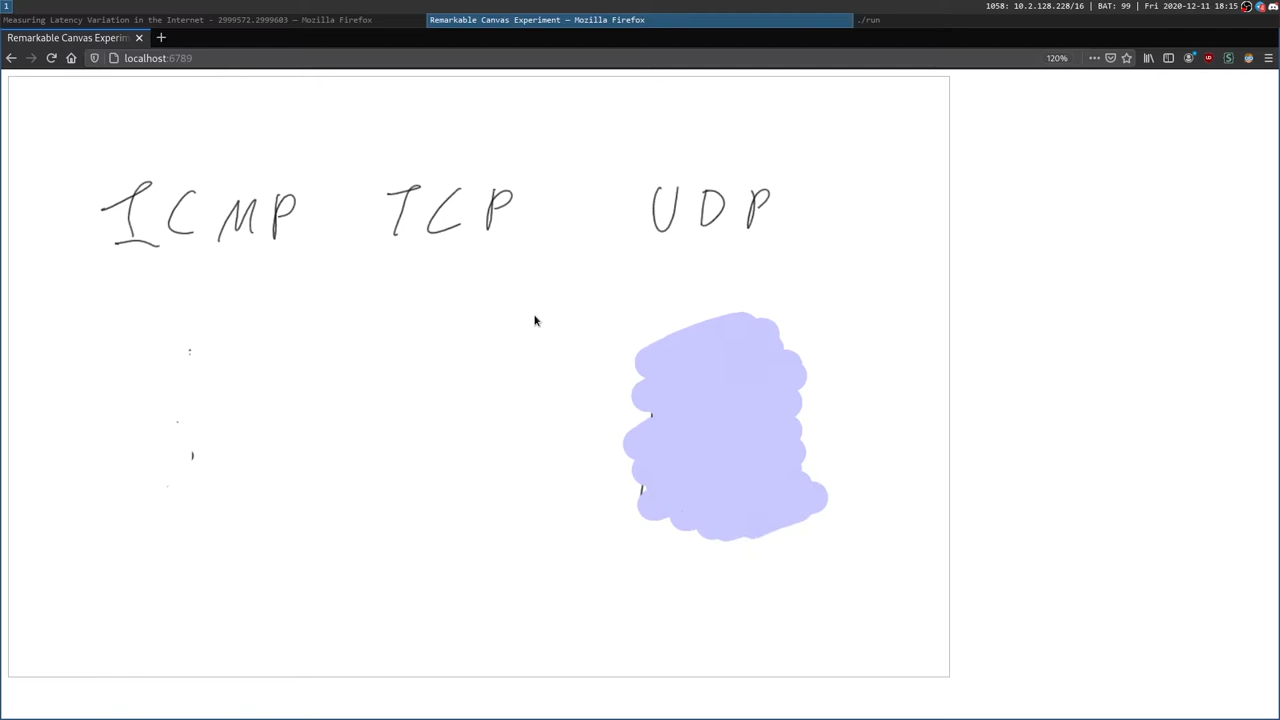 1
1058: 10.2.128.228/16 | BAT: 99 | Fri 2020-12-11 18:15
Measuring Latency Variation in the Internet - 2999572.2999603 — Mozilla Firefox
Remarkable Canvas Experiment — Mozilla Firefox
./run
Remarkable Canvas Experim
localhost:6789
120%
ICMP TCP UDP